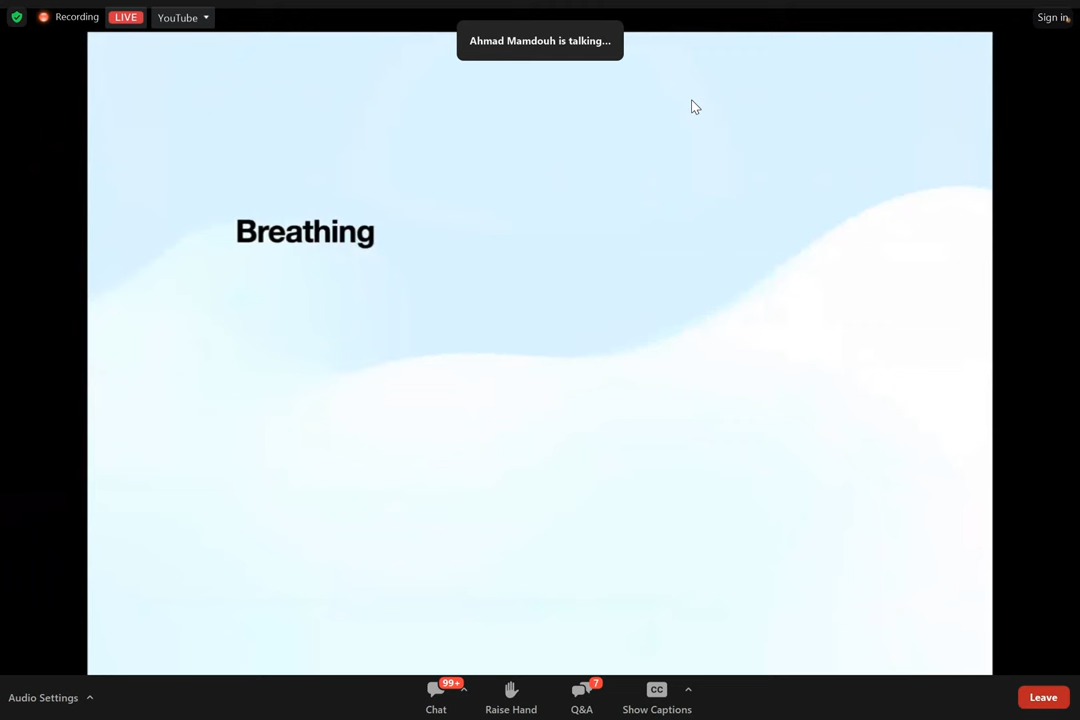 Recording
LIVE
YouTube
Sign in
Ahmad Mamdouh is talking...
Breathing
Audio Settings
99+
Chat
Raise Hand
7
Q&A
CC
Show Captions
Leave